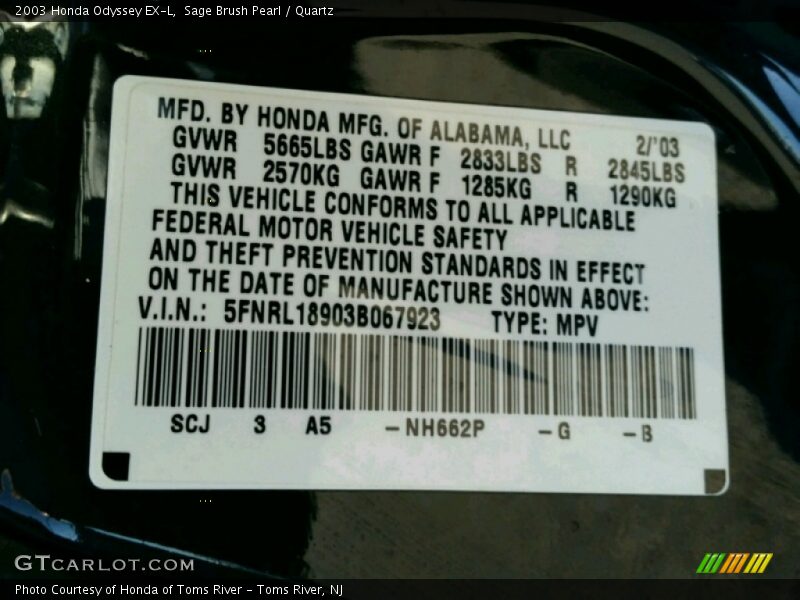 2003 Honda Odyssey EX-L, Sage Brush Pearl / Quartz
MFD. BY HONDA MFG. OF ALABAMA, LLC 2/'03
GVWR 5665LBS GAWR F 2833LBS R 2845LBS
GVWR 2570KG GAWR F 1285KG R 1290KG
THIS VEHICLE CONFORMS TO ALL APPLICABLE
FEDERAL MOTOR VEHICLE SAFETY
AND THEFT PREVENTION STANDARDS IN EFFECT
ON THE DATE OF MANUFACTURE SHOWN ABOVE:
V.I.N.: 5FNRL18903B067923 TYPE: MPV
SCJ 3 A5 -NH662P -G -B
GTCARLOT.COM
Photo Courtesy of Honda of Toms River - Toms River, NJ